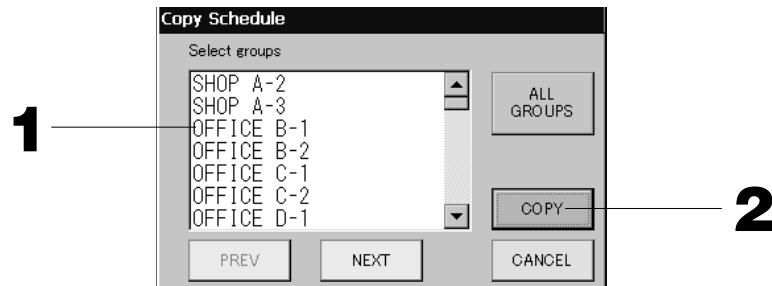 Copy Schedule
Select groups
SHOP A-2
SHOP A-3
OFFICE B-1
OFFICE B-2
OFFICE C-1
OFFICE C-2
OFFICE D-1
ALL
GROUPS
COPY
PREV
NEXT
CANCEL
1
2